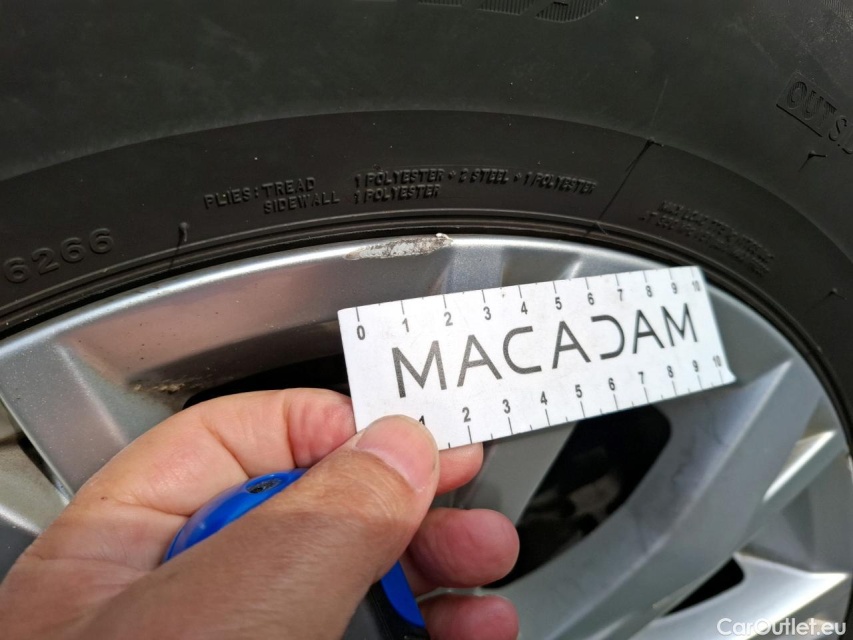 OUTS
PLIES: TREAD 1 POLYESTER + 2 STEEL + 1 POLYESTER
SIDEWALL 1 POLYESTER
6266
0 1 2 3 4 5 6 7 8 9 10
MACADAM
1 2 3 4 5 6 7 8 9 10
CarOutlet.eu